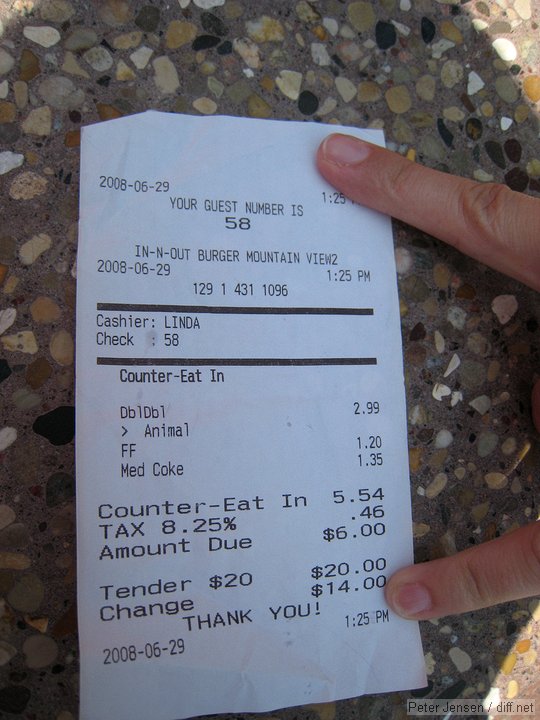 2008-06-29 1:25
YOUR GUEST NUMBER IS
58
IN-N-OUT BURGER MOUNTAIN VIEW2
2008-06-29 1:25 PM
129 1 431 1096
Cashier: LINDA
Check : 58
Counter-Eat In
DblDbl 2.99
> Animal
FF 1.20
Med Coke 1.35
Counter-Eat In 5.54
TAX 8.25% .46
Amount Due $6.00
Tender $20 $20.00
Change $14.00
THANK YOU!
2008-06-29 1:25 PM
Peter Jensen / diff.net